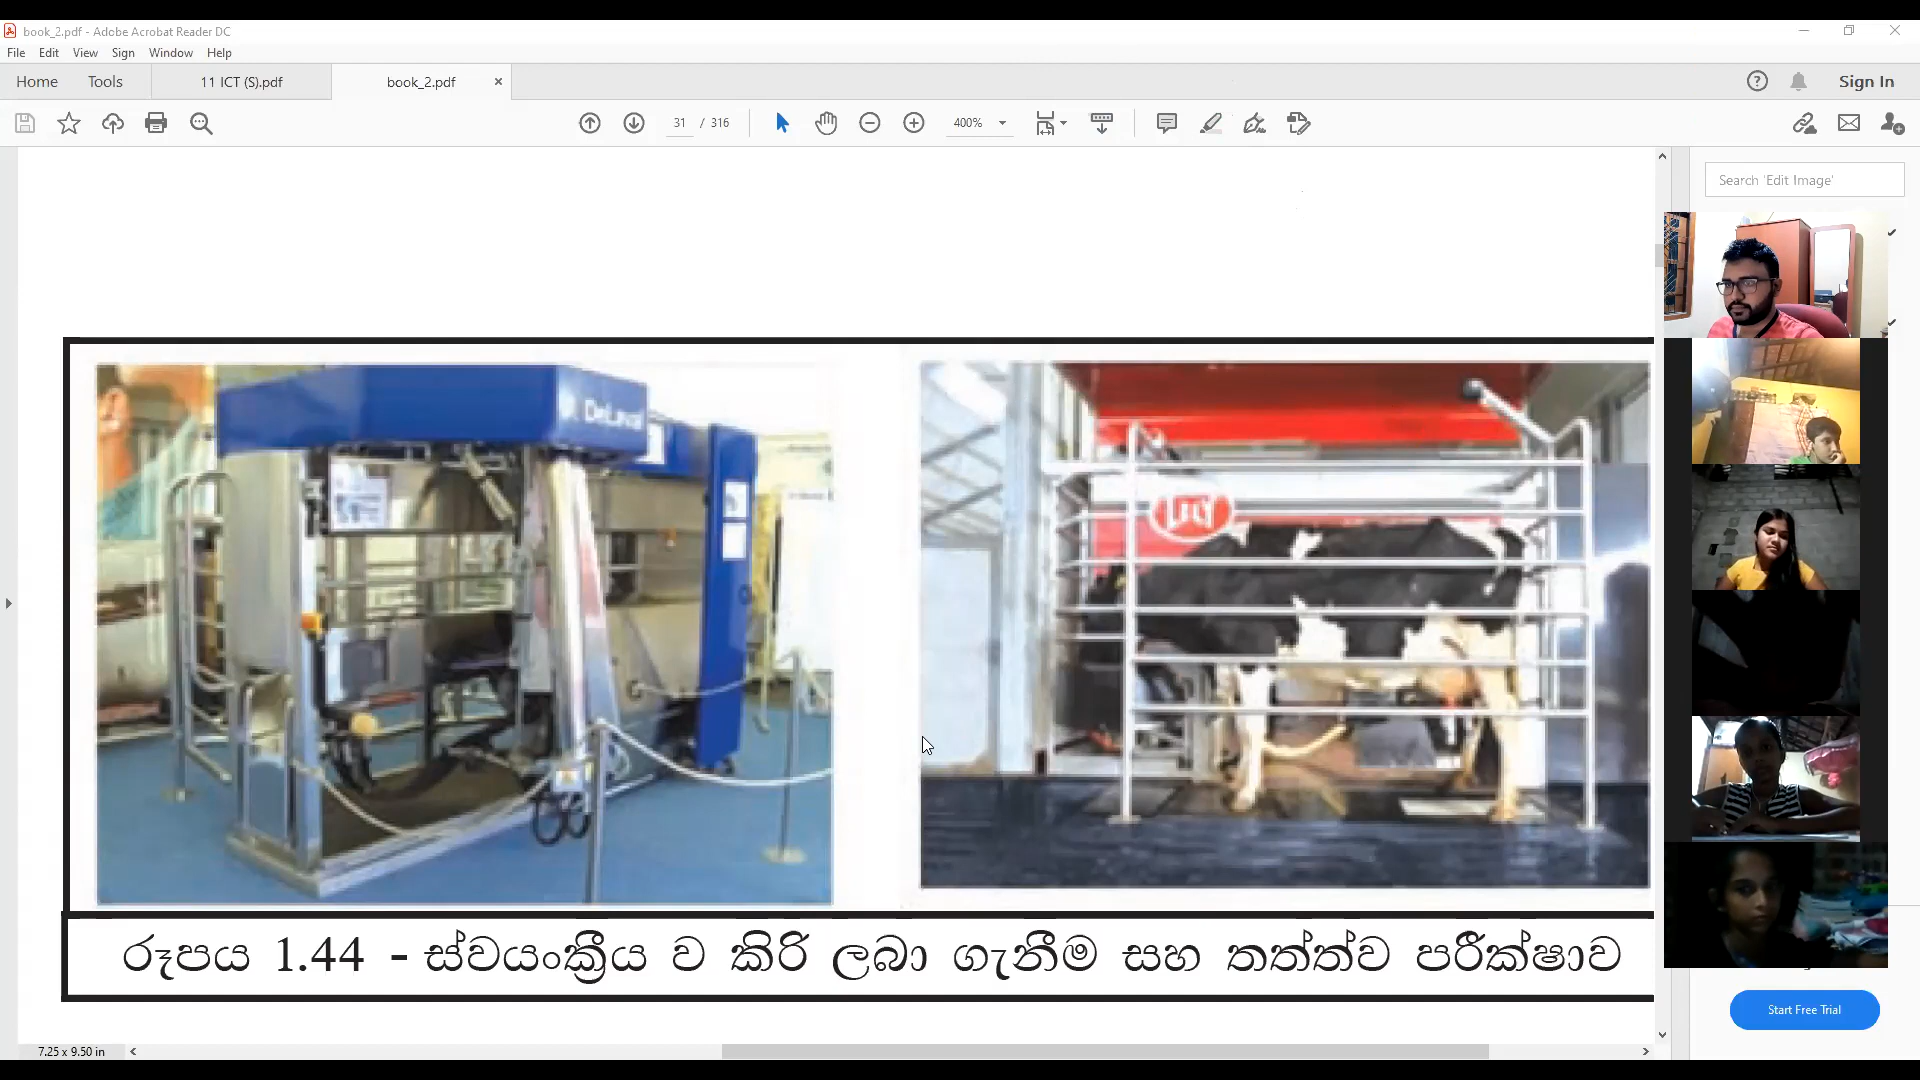 book_2.pdf - Adobe Acrobat Reader DC
File Edit View Sign Window Help
Home Tools 11 ICT (S).pdf book_2.pdf × Sign In
31 / 316 400%
Search 'Edit Image'
DeLaval
රූපය 1.44 - ස්වයංක්‍රීය ව කිරි ලබා ගැනීම සහ තත්ත්ව පරීක්ෂාව
Start Free Trial
7.25 x 9.50 in